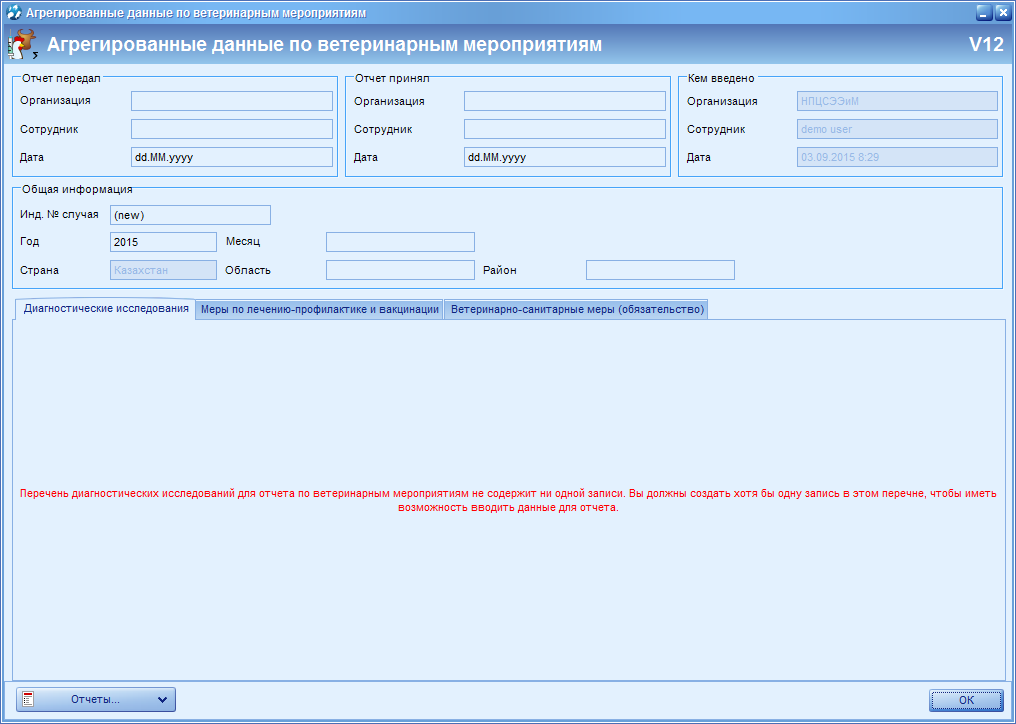 Агрегированные данные по ветеринарным мероприятиям
Агрегированные данные по ветеринарным мероприятиям V12
Отчет передал
Организация
Сотрудник
Дата dd.MM.yyyy
Отчет принял
Организация
Сотрудник
Дата dd.MM.yyyy
Кем введено
Организация НПЦСЭЭиМ
Сотрудник demo user
Дата 03.09.2015 8:29
Общая информация
Инд. № случая (new)
Год 2015 Месяц
Страна Казахстан Область Район
Диагностические исследования Меры по лечению-профилактике и вакцинации Ветеринарно-санитарные меры (обязательство)
Перечень диагностических исследований для отчета по ветеринарным мероприятиям не содержит ни одной записи. Вы должны создать хотя бы одну запись в этом перечне, чтобы иметь
возможность вводить данные для отчета.
Отчеты... ОК